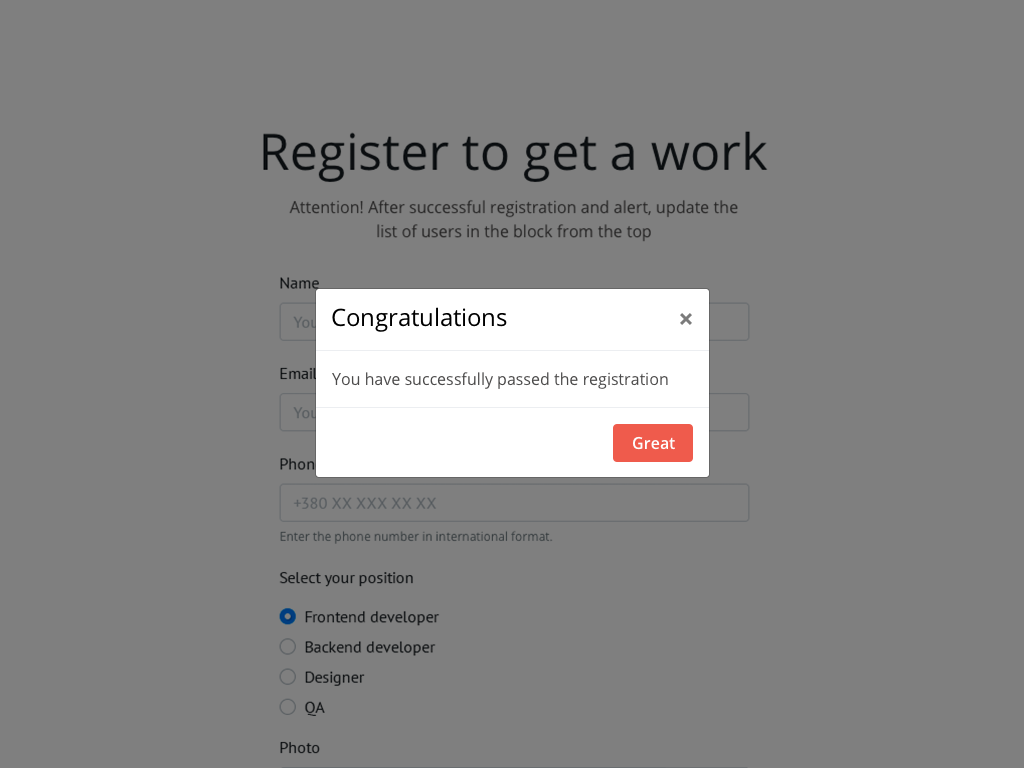 Register to get a work
Attention! After successful registration and alert, update the
list of users in the block from the top
Name
You
Congratulations
×
You have successfully passed the registration
Great
Email
You
Phon
+380 XX XXX XX XX
Enter the phone number in international format.
Select your position
Frontend developer
Backend developer
Designer
QA
Photo